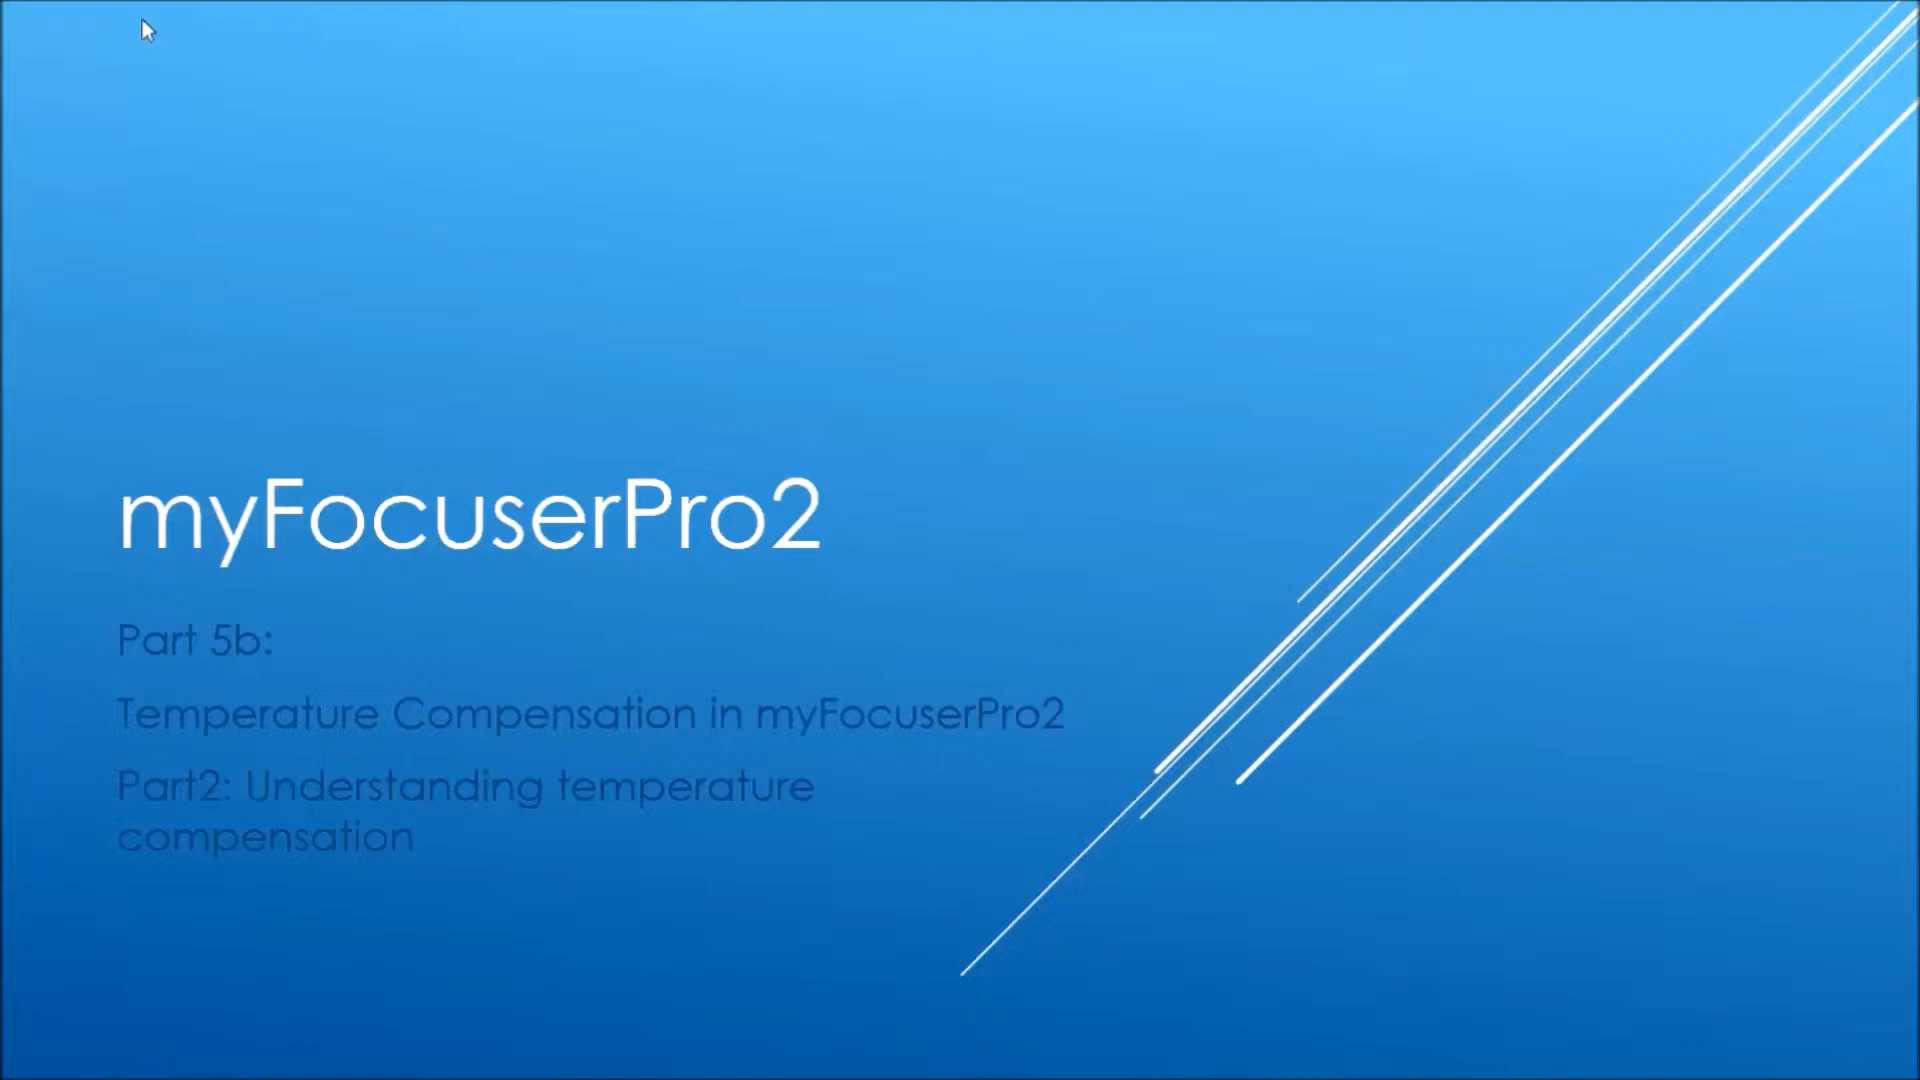 myFocuserPro2
Part 5b:
Temperature Compensation in myFocuserPro2
Part2: Understanding temperature
compensation